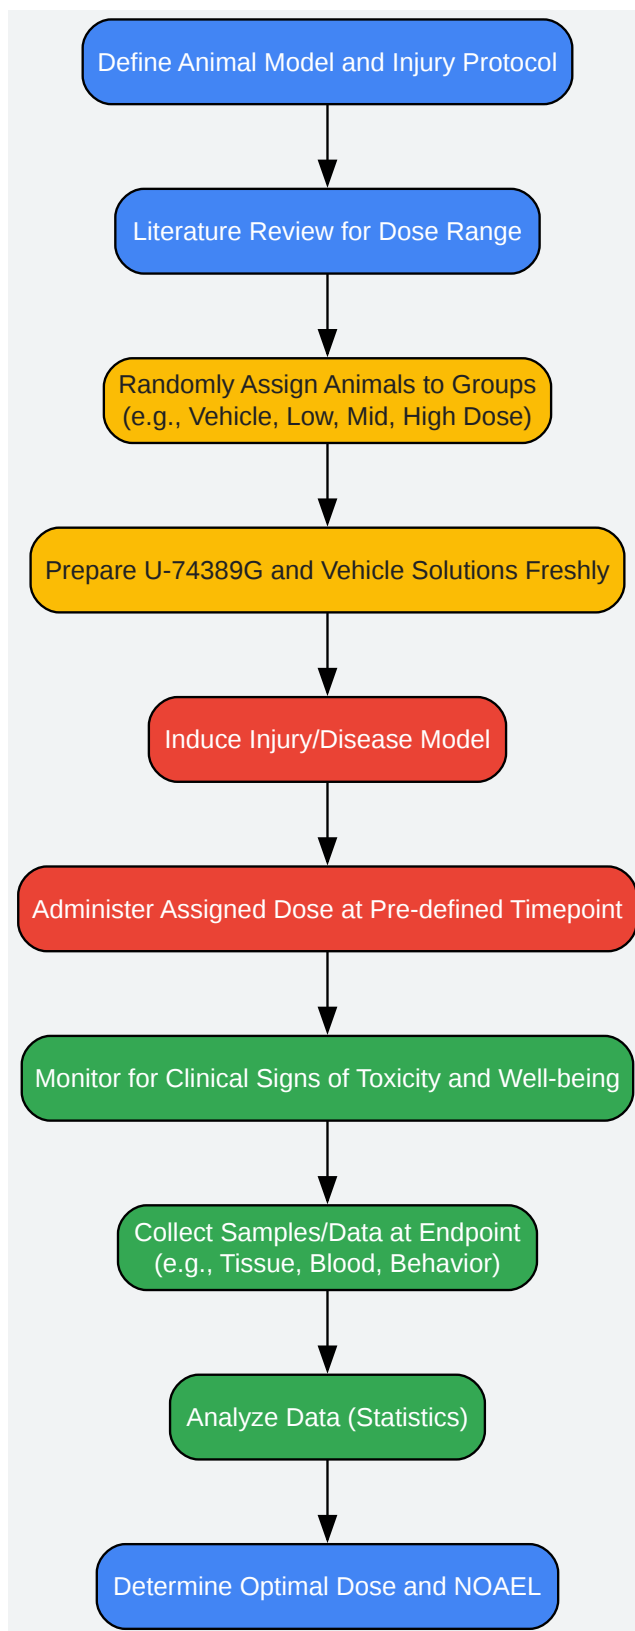 Define Animal Model and Injury Protocol
Literature Review for Dose Range
Randomly Assign Animals to Groups
(e.g., Vehicle, Low, Mid, High Dose)
Prepare U-74389G and Vehicle Solutions Freshly
Induce Injury/Disease Model
Administer Assigned Dose at Pre-defined Timepoint
Monitor for Clinical Signs of Toxicity and Well-being
Collect Samples/Data at Endpoint
(e.g., Tissue, Blood, Behavior)
Analyze Data (Statistics)
Determine Optimal Dose and NOAEL